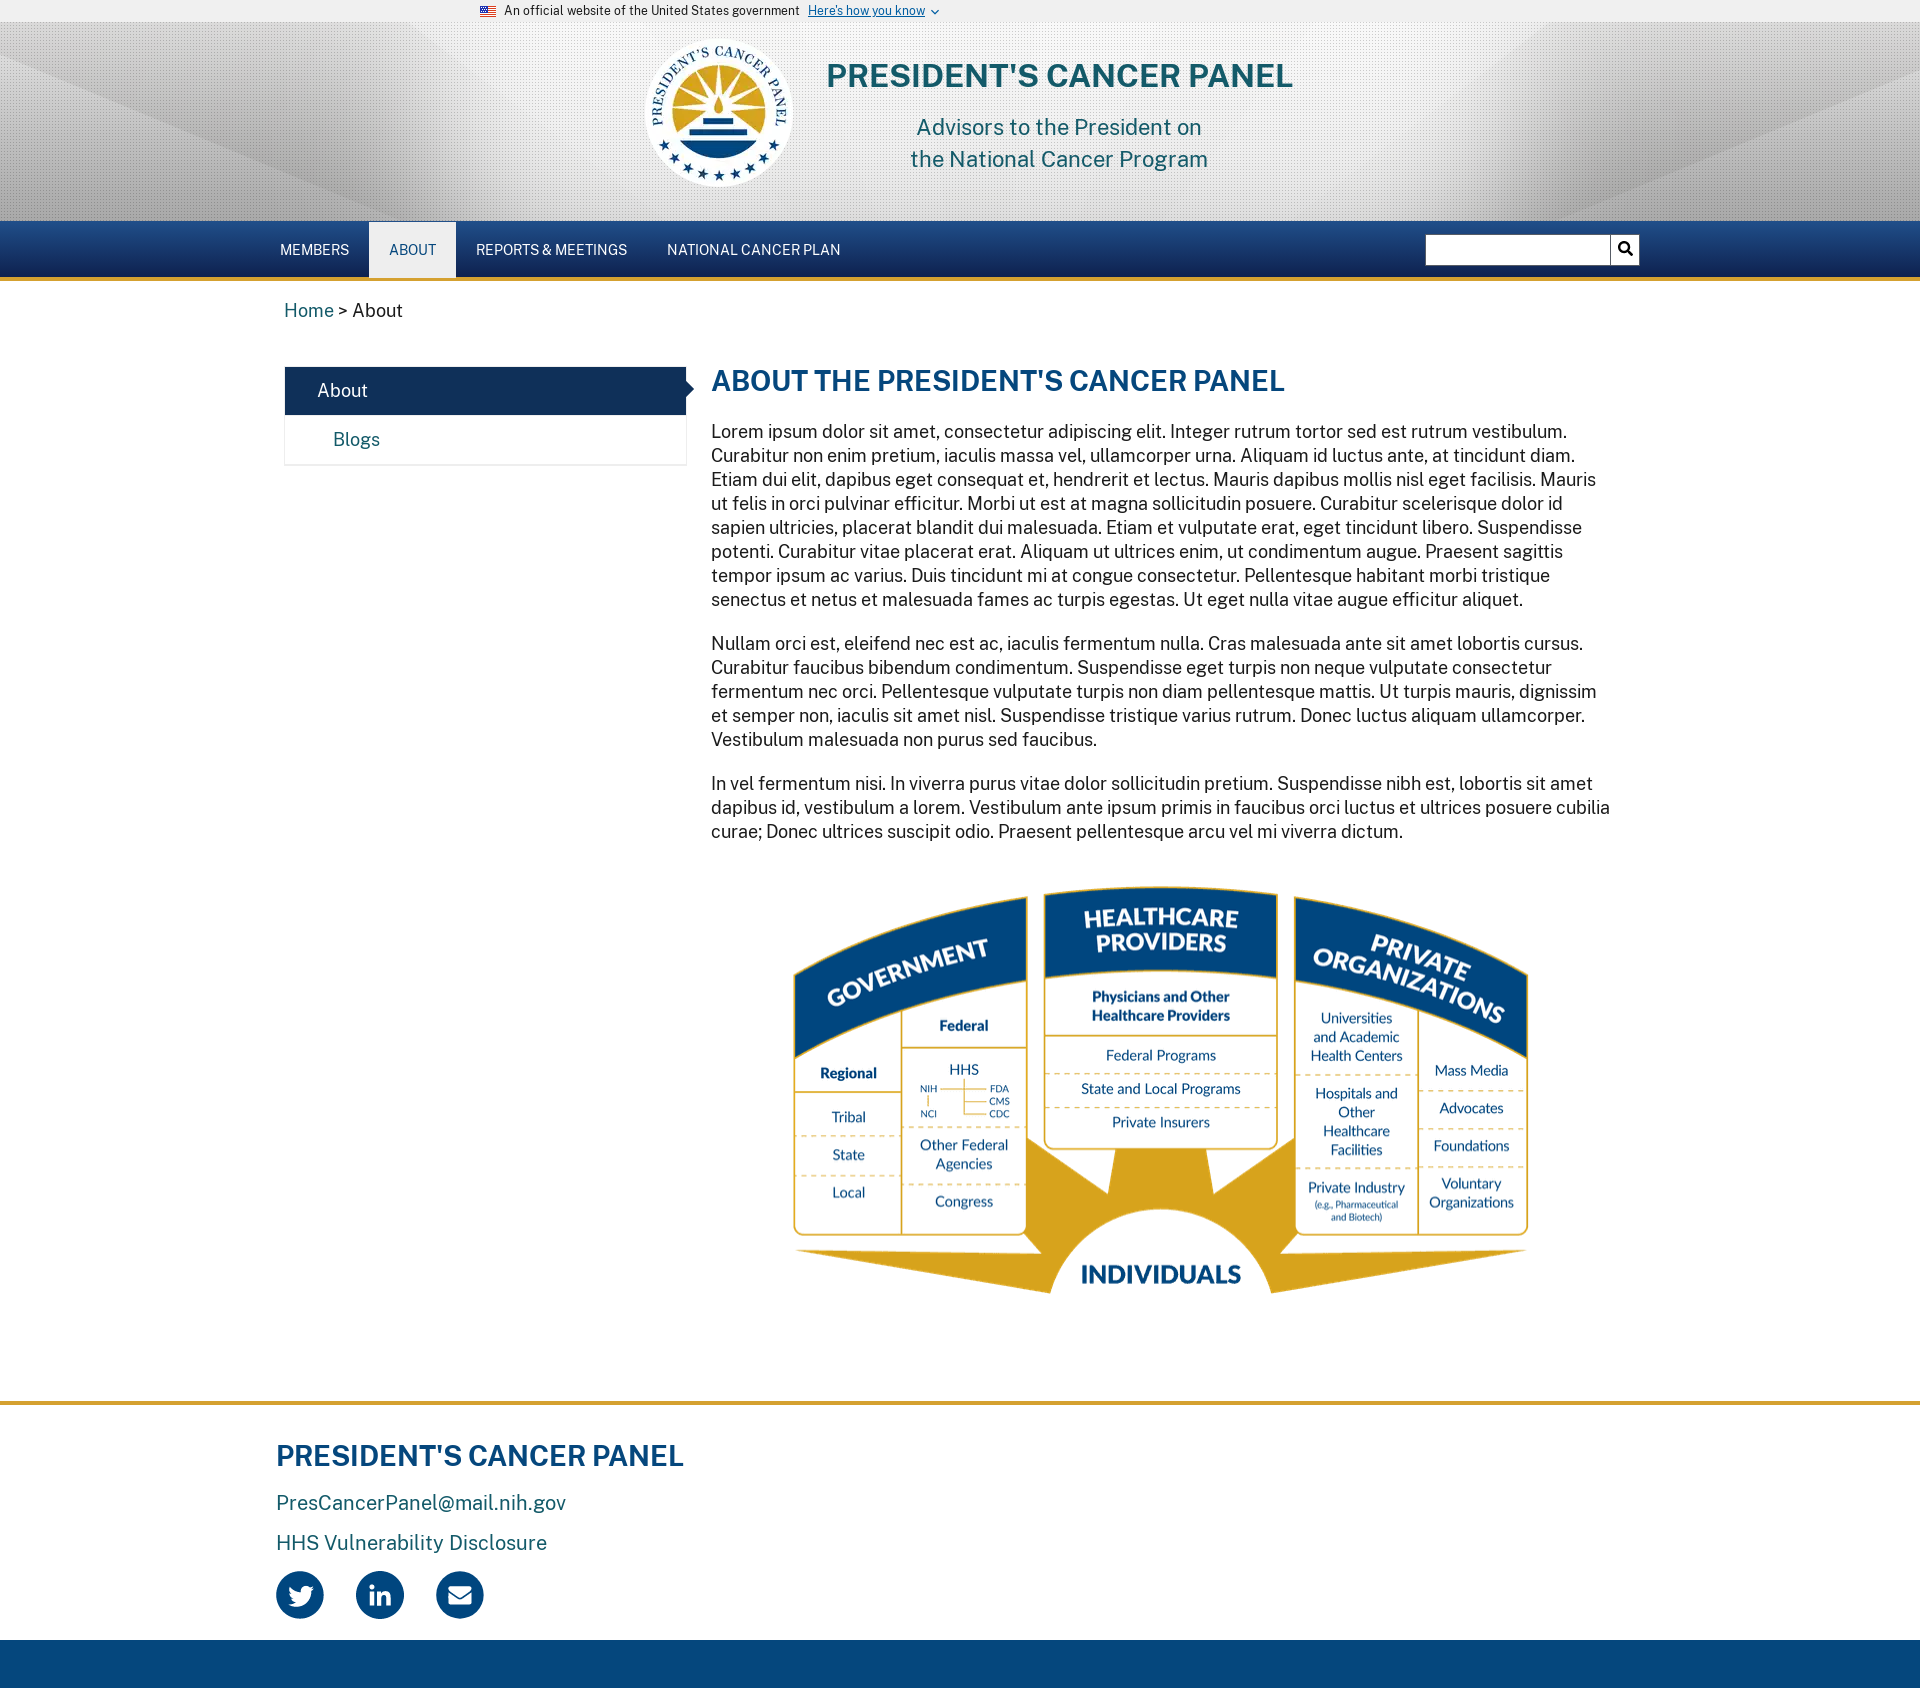 An official website of the United States government Here's how you know
PRESIDENT'S CANCER PANEL
PRESIDENT'S CANCER PANEL
Advisors to the President on
the National Cancer Program
MEMBERS ABOUT REPORTS & MEETINGS NATIONAL CANCER PLAN
Home > About
About
Blogs
ABOUT THE PRESIDENT'S CANCER PANEL
Lorem ipsum dolor sit amet, consectetur adipiscing elit. Integer rutrum tortor sed est rutrum vestibulum.
Curabitur non enim pretium, iaculis massa vel, ullamcorper urna. Aliquam id luctus ante, at tincidunt diam.
Etiam dui elit, dapibus eget consequat et, hendrerit et lectus. Mauris dapibus mollis nisl eget facilisis. Mauris
ut felis in orci pulvinar efficitur. Morbi ut est at magna sollicitudin posuere. Curabitur scelerisque dolor id
sapien ultricies, placerat blandit dui malesuada. Etiam et vulputate erat, eget tincidunt libero. Suspendisse
potenti. Curabitur vitae placerat erat. Aliquam ut ultrices enim, ut condimentum augue. Praesent sagittis
tempor ipsum ac varius. Duis tincidunt mi at congue consectetur. Pellentesque habitant morbi tristique
senectus et netus et malesuada fames ac turpis egestas. Ut eget nulla vitae augue efficitur aliquet.
Nullam orci est, eleifend nec est ac, iaculis fermentum nulla. Cras malesuada ante sit amet lobortis cursus.
Curabitur faucibus bibendum condimentum. Suspendisse eget turpis non neque vulputate consectetur
fermentum nec orci. Pellentesque vulputate turpis non diam pellentesque mattis. Ut turpis mauris, dignissim
et semper non, iaculis sit amet nisl. Suspendisse tristique varius rutrum. Donec luctus aliquam ullamcorper.
Vestibulum malesuada non purus sed faucibus.
In vel fermentum nisi. In viverra purus vitae dolor sollicitudin pretium. Suspendisse nibh est, lobortis sit amet
dapibus id, vestibulum a lorem. Vestibulum ante ipsum primis in faucibus orci luctus et ultrices posuere cubilia
curae; Donec ultrices suscipit odio. Praesent pellentesque arcu vel mi viverra dictum.
GOVERNMENT
Regional
Tribal
State
Local
Federal
HHS
NIH FDA
CMS
NCI CDC
Other Federal
Agencies
Congress
HEALTHCARE
PROVIDERS
Physicians and Other
Healthcare Providers
Federal Programs
State and Local Programs
Private Insurers
PRIVATE
ORGANIZATIONS
Universities
and Academic
Health Centers
Hospitals and
Other
Healthcare
Facilities
Private Industry
(e.g., Pharmaceutical
and Biotech)
Mass Media
Advocates
Foundations
Voluntary
Organizations
INDIVIDUALS
PRESIDENT'S CANCER PANEL
PresCancerPanel@mail.nih.gov
HHS Vulnerability Disclosure
in